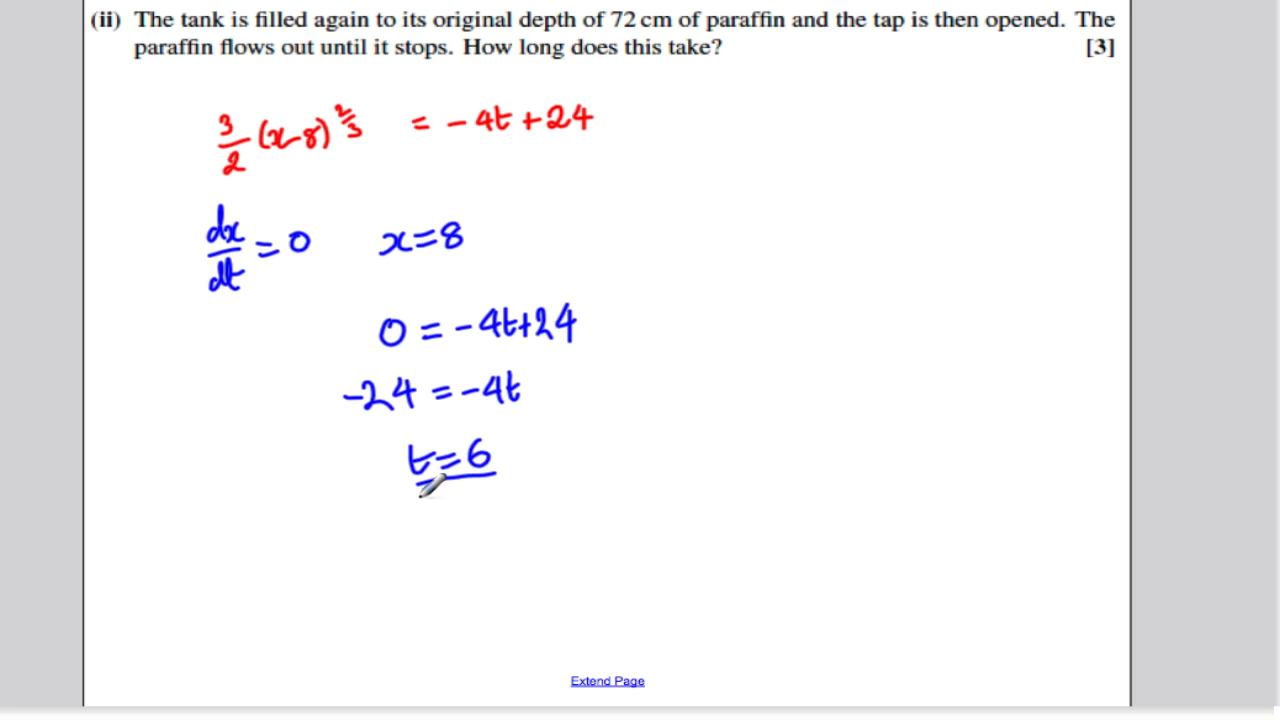 (ii) The tank is filled again to its original depth of 72 cm of paraffin and the tap is then opened. The
paraffin flows out until it stops. How long does this take? [3]
3/2 (x-8)^2/3 = -4t+24
dx/dt = 0 x=8
0 = -4t+24
-24 = -4t
t=6
Extend Page